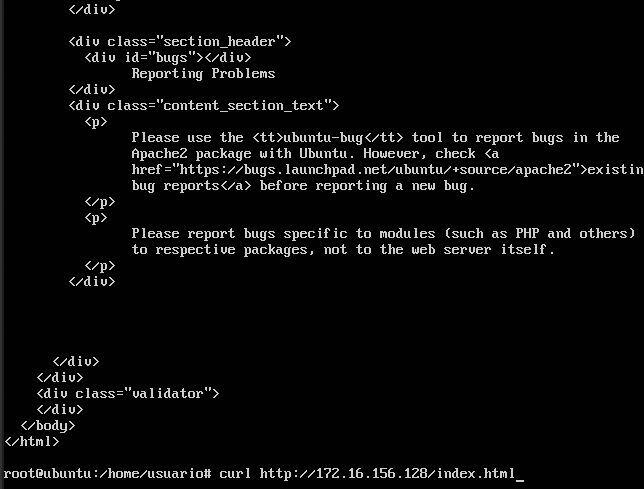 </div>
<div class="section_header">
<div id="bugs"></div>
Reporting Problems
</div>
<div class="content_section_text">
<p>
Please use the <tt>ubuntu-bug</tt> tool to report bugs in the
Apache2 package with Ubuntu. However, check <a
href="https://bugs.launchpad.net/ubuntu/+source/apache2">existin
bug reports</a> before reporting a new bug.
</p>
<p>
Please report bugs specific to modules (such as PHP and others)
to respective packages, not to the web server itself.
</p>
</div>
</div>
</div>
<div class="validator">
</div>
</body>
</html>
root@ubuntu:/home/usuario# curl http://172.16.156.128/index.html_